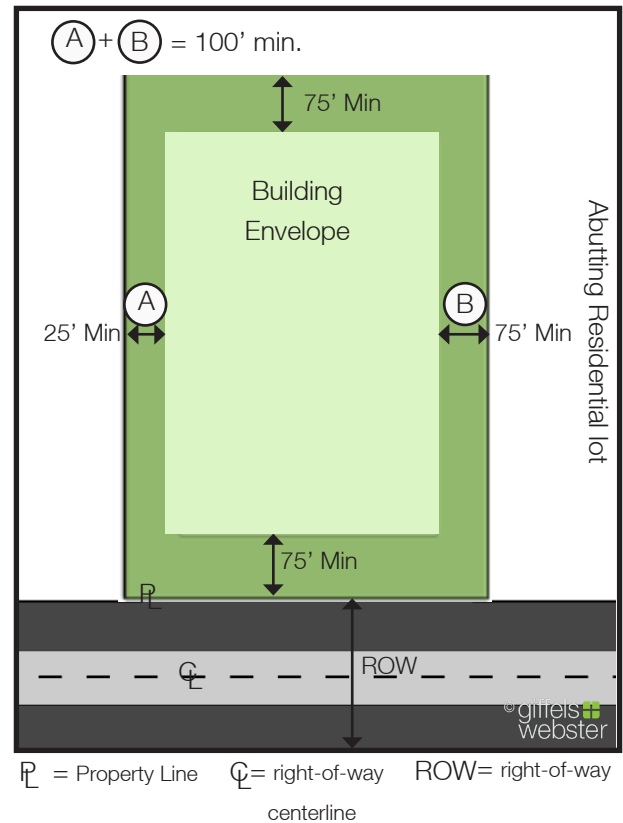 A + B = 100’ min.
75’ Min
Building
Envelope
A
B
25’ Min
75’ Min
Abutting Residential lot
75’ Min
PL
CL
ROW
© giffels
webster
PL = Property Line CL= right-of-way centerline ROW= right-of-way